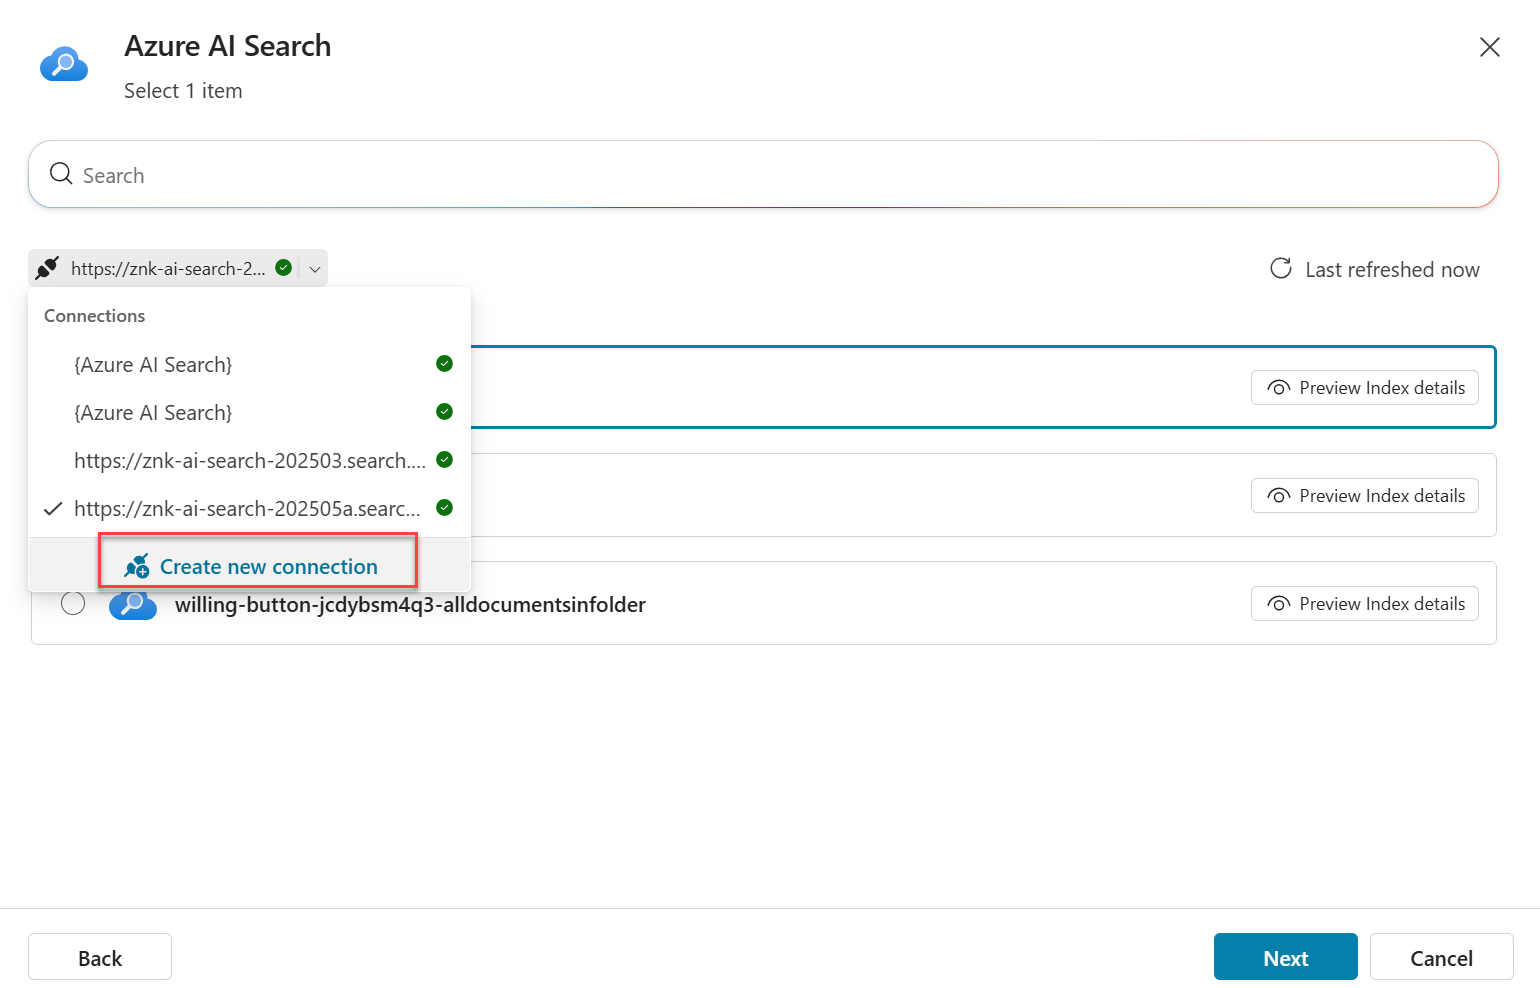 Azure AI Search
Select 1 item
Search
https://znk-ai-search-2...
Last refreshed now
Connections
{Azure AI Search}
Preview Index details
{Azure AI Search}
https://znk-ai-search-202503.search....
Preview Index details
https://znk-ai-search-202505a.searc...
Create new connection
willing-button-jcdybsm4q3-alldocumentsinfolder
Preview Index details
Back
Next
Cancel